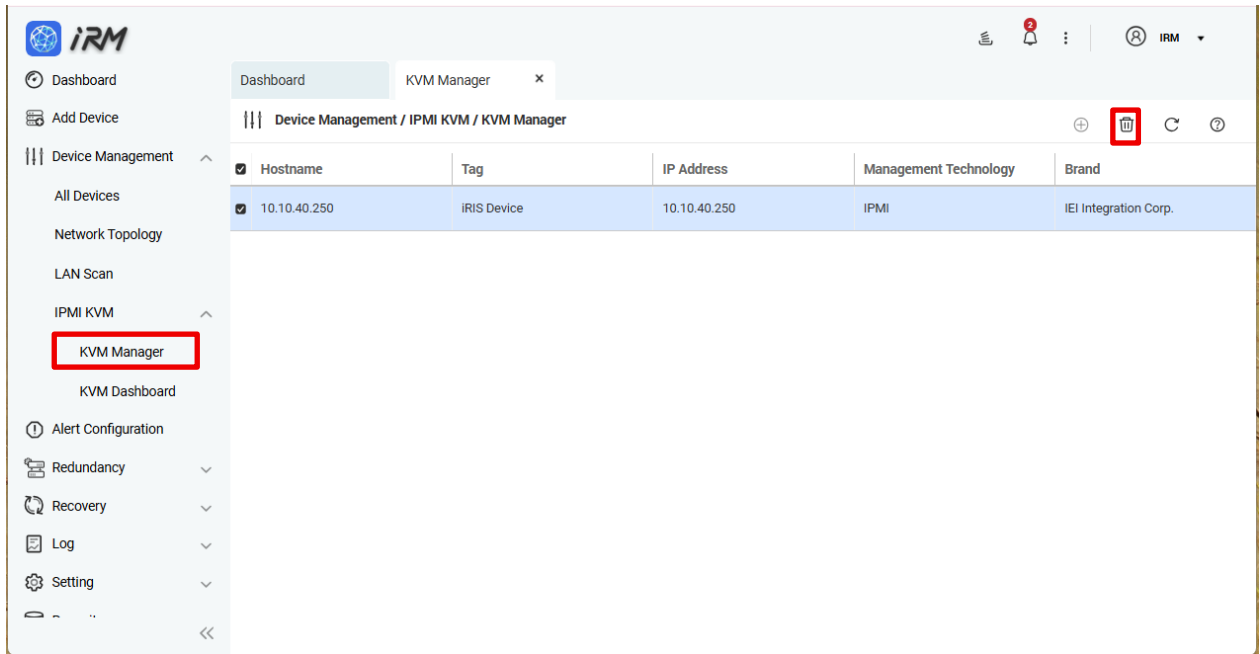 iRM
2
IRM
Dashboard
Add Device
Device Management
All Devices
Network Topology
LAN Scan
IPMI KVM
KVM Manager
KVM Dashboard
Alert Configuration
Redundancy
Recovery
Log
Setting
Dashboard KVM Manager
Device Management / IPMI KVM / KVM Manager
Hostname Tag IP Address Management Technology Brand
10.10.40.250 iRIS Device 10.10.40.250 IPMI IEI Integration Corp.